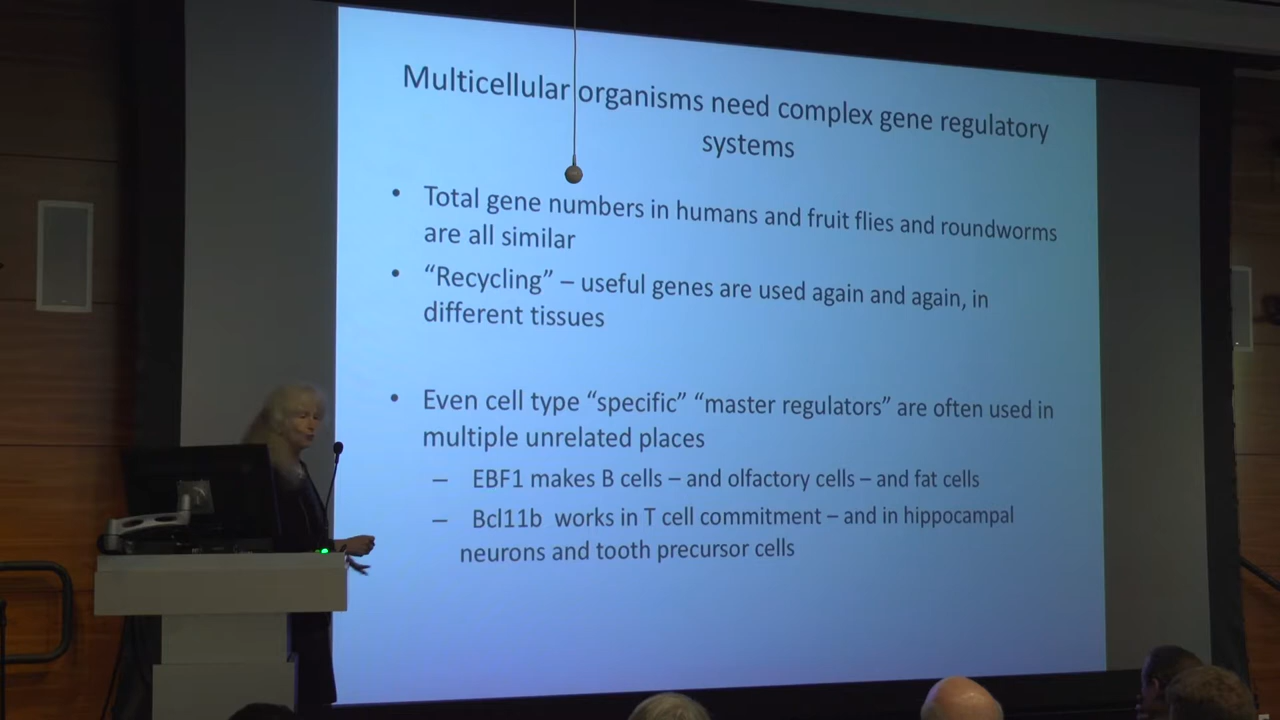 Multicellular organisms need complex gene regulatory
systems
• Total gene numbers in humans and fruit flies and roundworms
are all similar
• “Recycling” – useful genes are used again and again, in
different tissues
• Even cell type “specific” “master regulators” are often used in
multiple unrelated places
– EBF1 makes B cells – and olfactory cells – and fat cells
– Bcl11b works in T cell commitment – and in hippocampal
neurons and tooth precursor cells